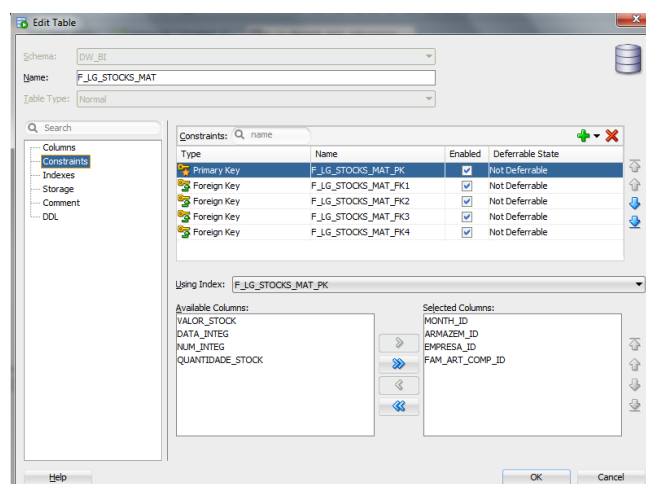 Edit Table
Schema: DW_BI
Name: F_LG_STOCKS_MAT
Table Type: Normal
Search
Columns
Constraints
Indexes
Storage
Comment
DDL
Constraints: name
Type Name Enabled Deferrable State
Primary Key F_LG_STOCKS_MAT_PK Not Deferrable
Foreign Key F_LG_STOCKS_MAT_FK1 Not Deferrable
Foreign Key F_LG_STOCKS_MAT_FK2 Not Deferrable
Foreign Key F_LG_STOCKS_MAT_FK3 Not Deferrable
Foreign Key F_LG_STOCKS_MAT_FK4 Not Deferrable
Using Index: F_LG_STOCKS_MAT_PK
Available Columns:
VALOR_STOCK
DATA_INTEG
NUM_INTEG
QUANTIDADE_STOCK
Selected Columns:
MONTH_ID
ARMAZEM_ID
EMPRESA_ID
FAM_ART_COMP_ID
Help OK Cancel